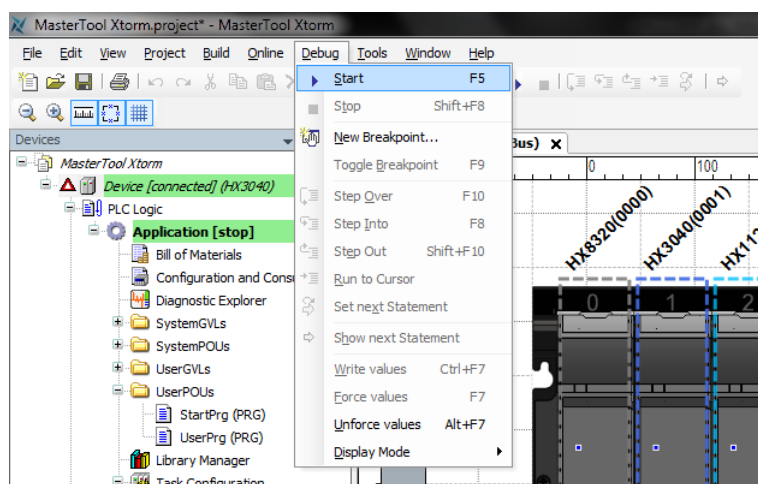 MasterTool Xtorm.project* - MasterTool Xtorm
File Edit View Project Build Online Debug Tools Window Help
Devices
MasterTool Xtorm
Device [connected] (HX3040)
PLC Logic
Application [stop]
Bill of Materials
Configuration and Cons
Diagnostic Explorer
SystemGVLs
SystemPOUs
UserGVLs
UserPOUs
StartPrg (PRG)
UserPrg (PRG)
Library Manager
Task Configuration
Start F5
Stop Shift+F8
New Breakpoint...
Toggle Breakpoint F9
Step Over F10
Step Into F8
Step Out Shift+F10
Run to Cursor
Set next Statement
Show next Statement
Write values Ctrl+F7
Force values F7
Unforce values Alt+F7
Display Mode
Bus)
0 100
HX8320(0000)
HX3040(0001)
HX112
0 1 2